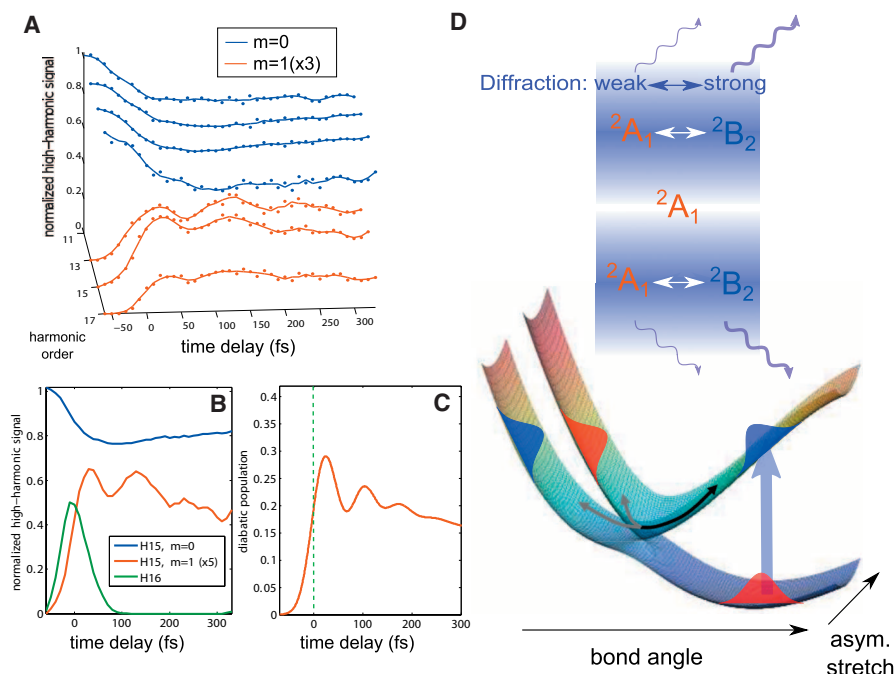 A
m=0
m=1(x3)
normalized high-harmonic signal
1
0.8
0.6
0.4
0.2
0
11
13
15
17
harmonic
order
-50
0
50
100
150
200
250
300
time delay (fs)
B
normalized high-harmonic signal
1
0.8
0.6
0.4
0.2
0
H15, m=0
H15, m=1 (x5)
H16
0
100
200
300
time delay (fs)
C
diabatic population
0.4
0.35
0.3
0.25
0.2
0.15
0.1
0.05
0
0
100
200
300
time delay (fs)
D
Diffraction: weak strong
²A₁ ²B₂
²A₁
²A₁ ²B₂
bond angle
asym.
stretch